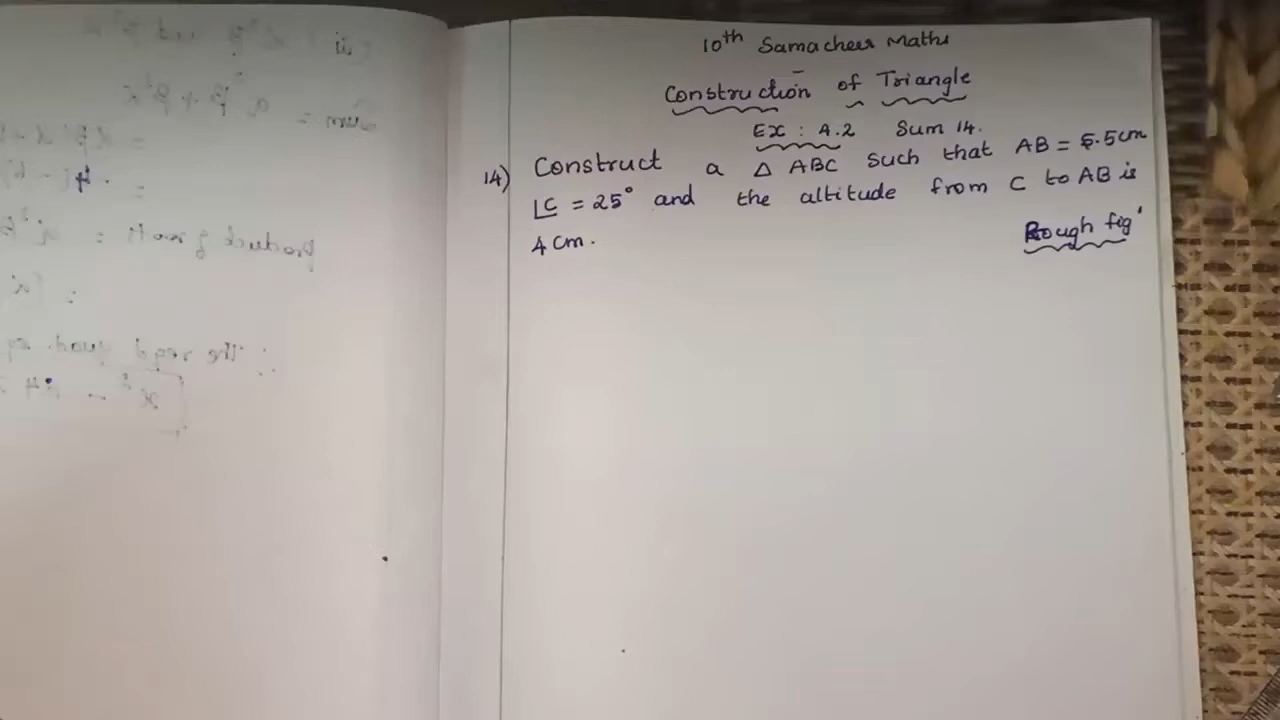 10th Samacheer Maths
Construction of Triangle
Ex : 4.2 Sum 14.
14) Construct a △ ABC such that AB = 5.5cm
∠C = 25° and the altitude from C to AB is
4 cm.
Rough fig'